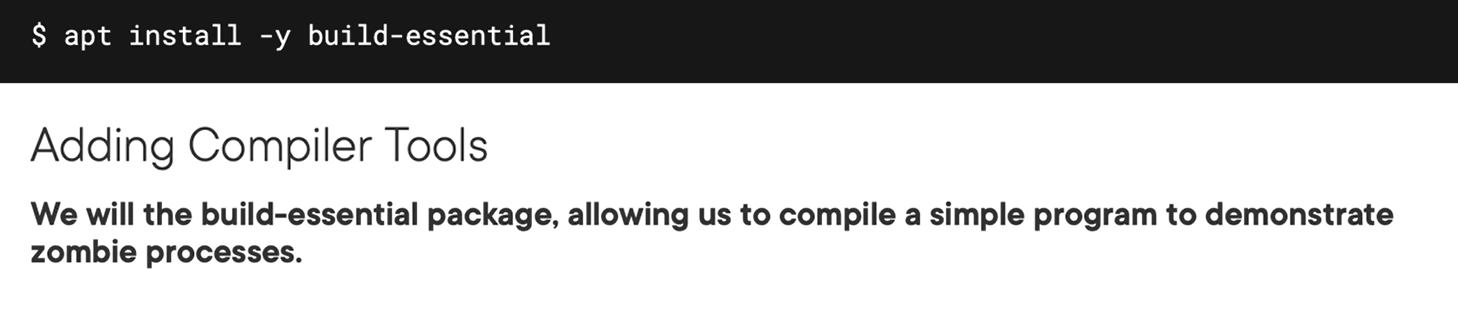 $ apt install -y build-essential
Adding Compiler Tools
We will the build-essential package, allowing us to compile a simple program to demonstrate
zombie processes.